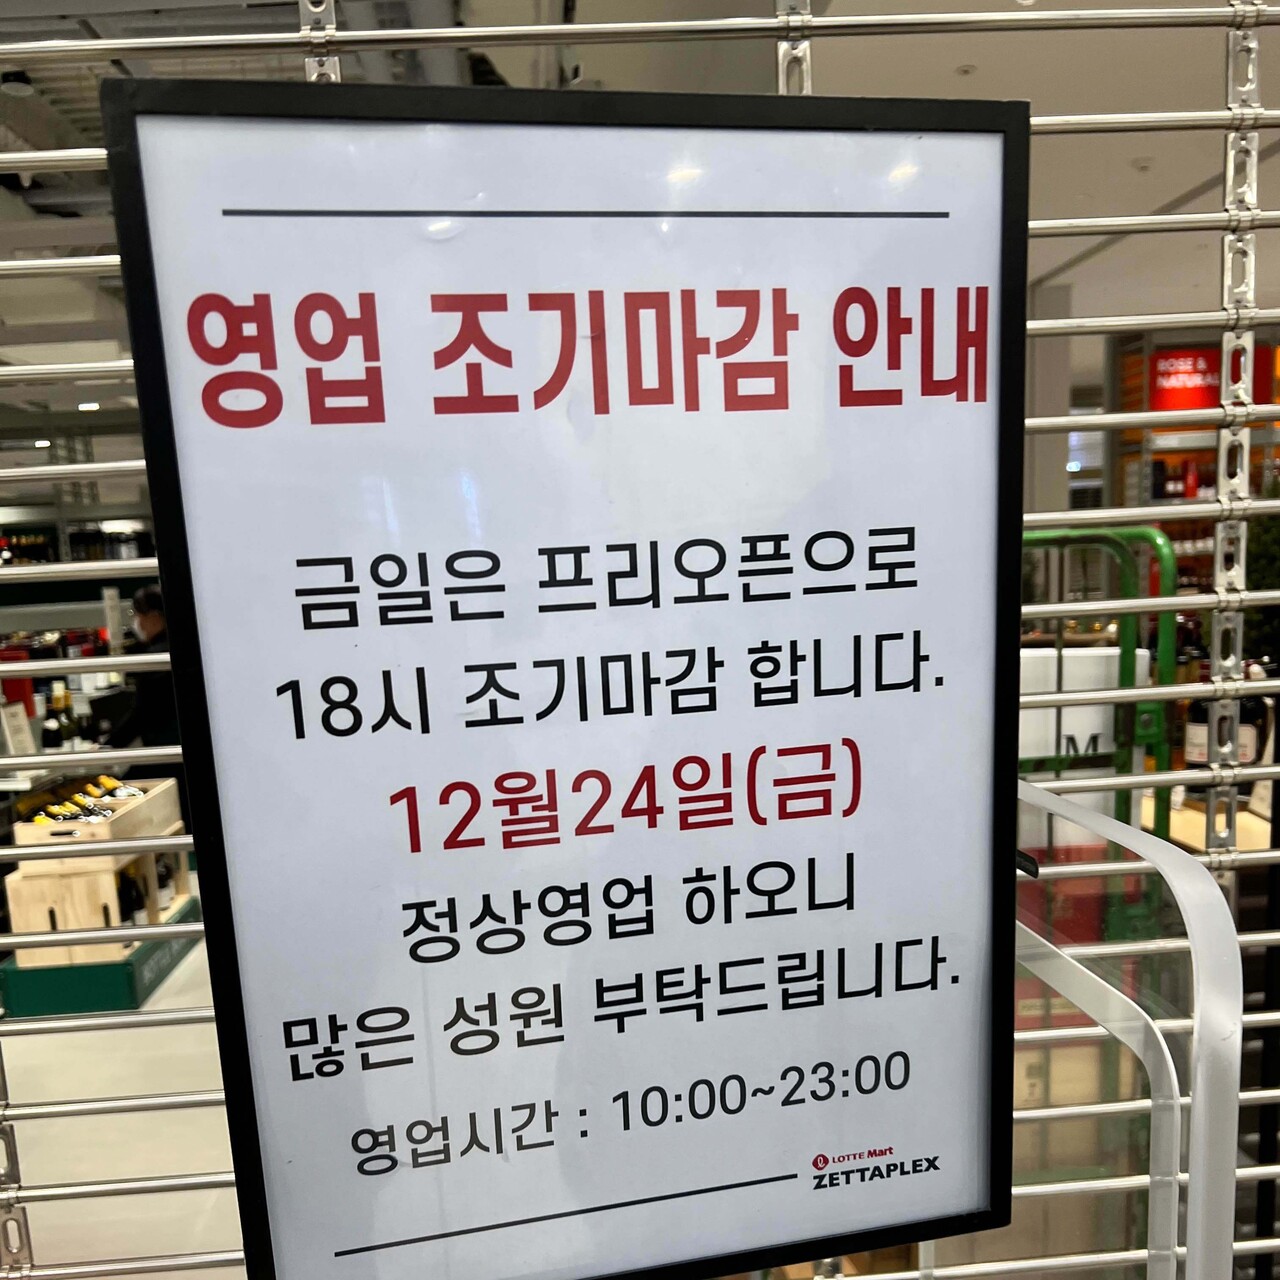 영업 조기마감 안내
금일은 프리오픈으로
18시 조기마감 합니다.
12월24일(금)
정상영업 하오니
많은 성원 부탁드립니다.
영업시간 : 10:00~23:00
LOTTE Mart
ZETTAPLEX
ROSE &
NATURAL
M